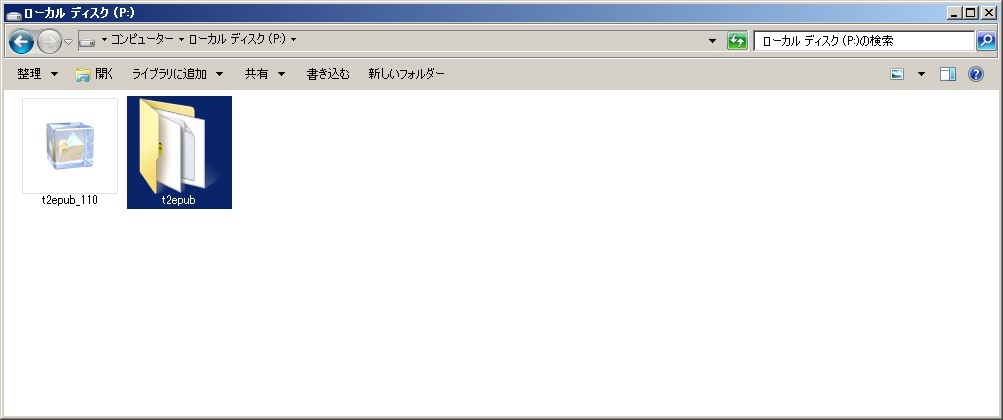 ローカル ディスク (P:)
コンピューター ローカル ディスク (P:) ローカル ディスク (P:)の検索
整理 開く ライブラリに追加 共有 書き込む 新しいフォルダー
t2epub_110 t2epub